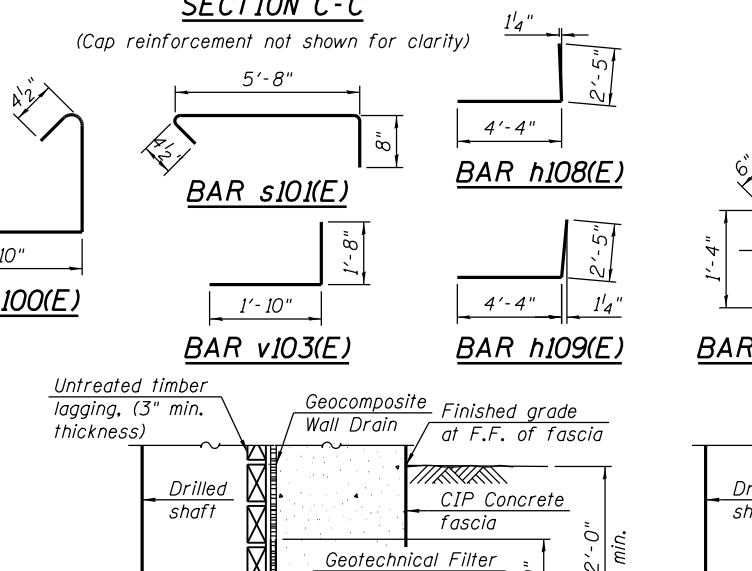 SECTION C-C
(Cap reinforcement not shown for clarity)
4½"
10"
100(E)
5'-8"
4½"
8"
BAR s101(E)
1'-8"
1'-10"
BAR v103(E)
1¼"
2'-5"
4'-4"
BAR h108(E)
2'-5"
4'-4"
1¼"
BAR h109(E)
6"
1'-4"
BAR
Untreated timber
lagging, (3" min.
thickness)
Geocomposite
Wall Drain
Finished grade
at F.F. of fascia
Drilled
shaft
CIP Concrete
fascia
Geotechnical Filter
2'-0"
min.
Dr
sh